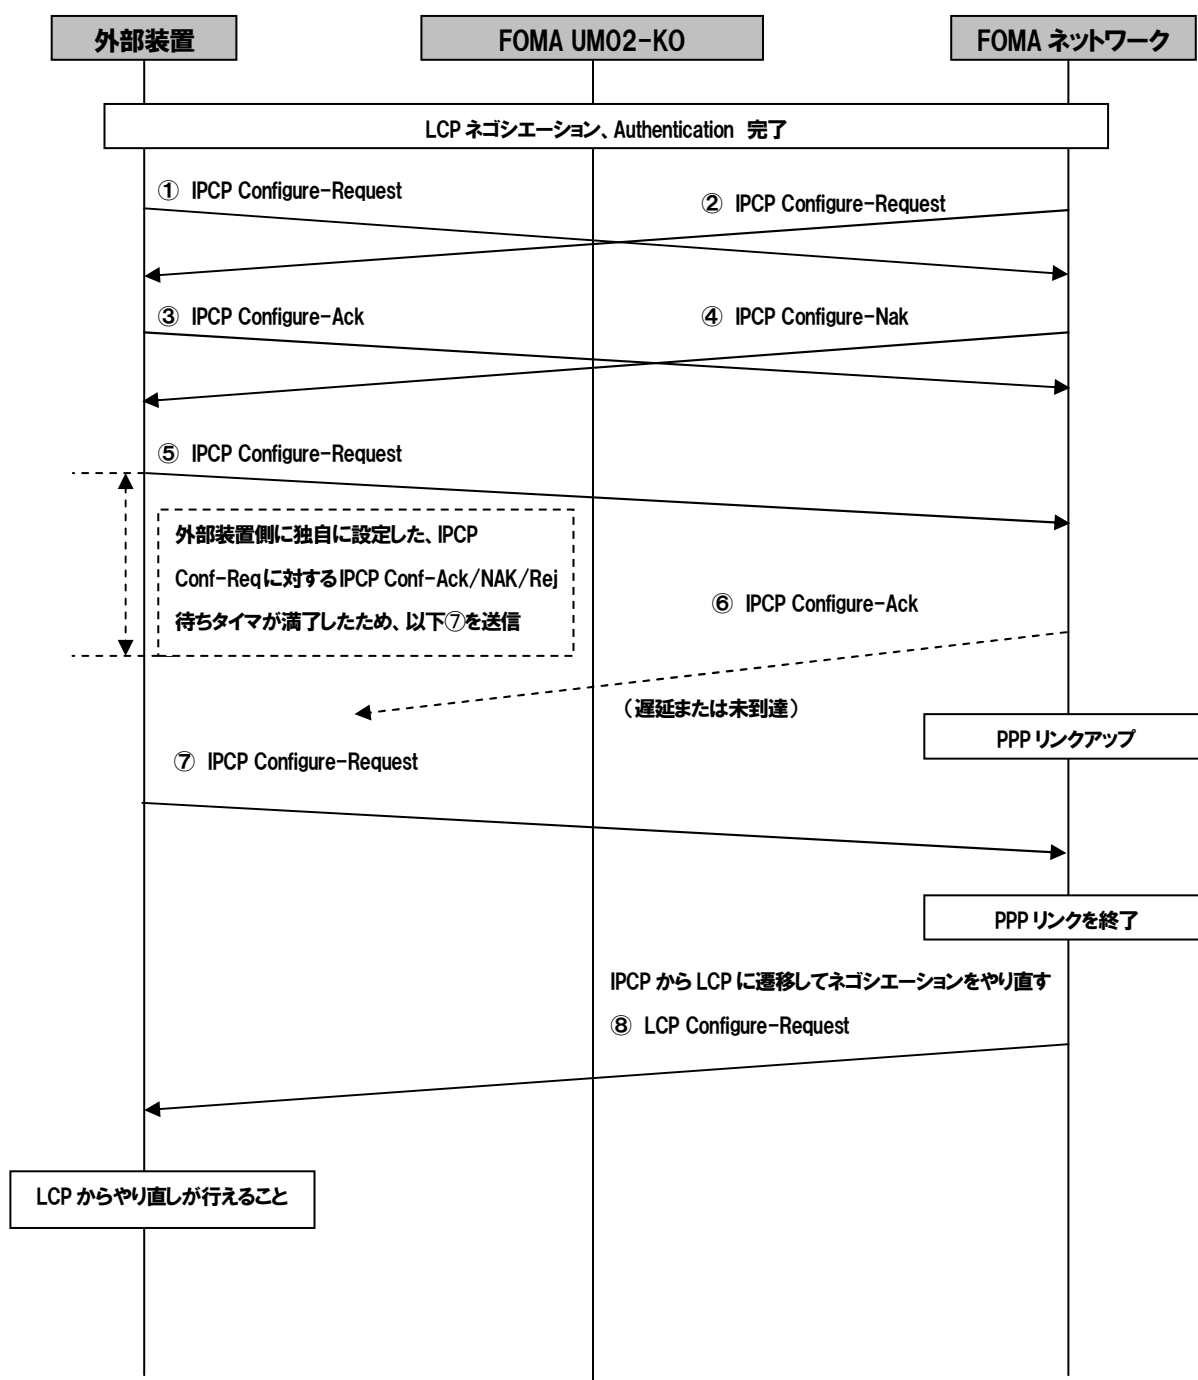 外部装置
FOMA UM02-KO
FOMA ネットワーク
LCP ネゴシエーション、Authentication 完了
① IPCP Configure-Request
② IPCP Configure-Request
③ IPCP Configure-Ack
④ IPCP Configure-Nak
⑤ IPCP Configure-Request
外部装置側に独自に設定した、IPCP
Conf-Reqに対するIPCP Conf-Ack/NAK/Rej
待ちタイマが満了したため、以下⑦を送信
⑥ IPCP Configure-Ack
（遅延または未到達）
PPP リンクアップ
⑦ IPCP Configure-Request
PPP リンクを終了
IPCP から LCP に遷移してネゴシエーションをやり直す
⑧ LCP Configure-Request
LCP からやり直しが行えること